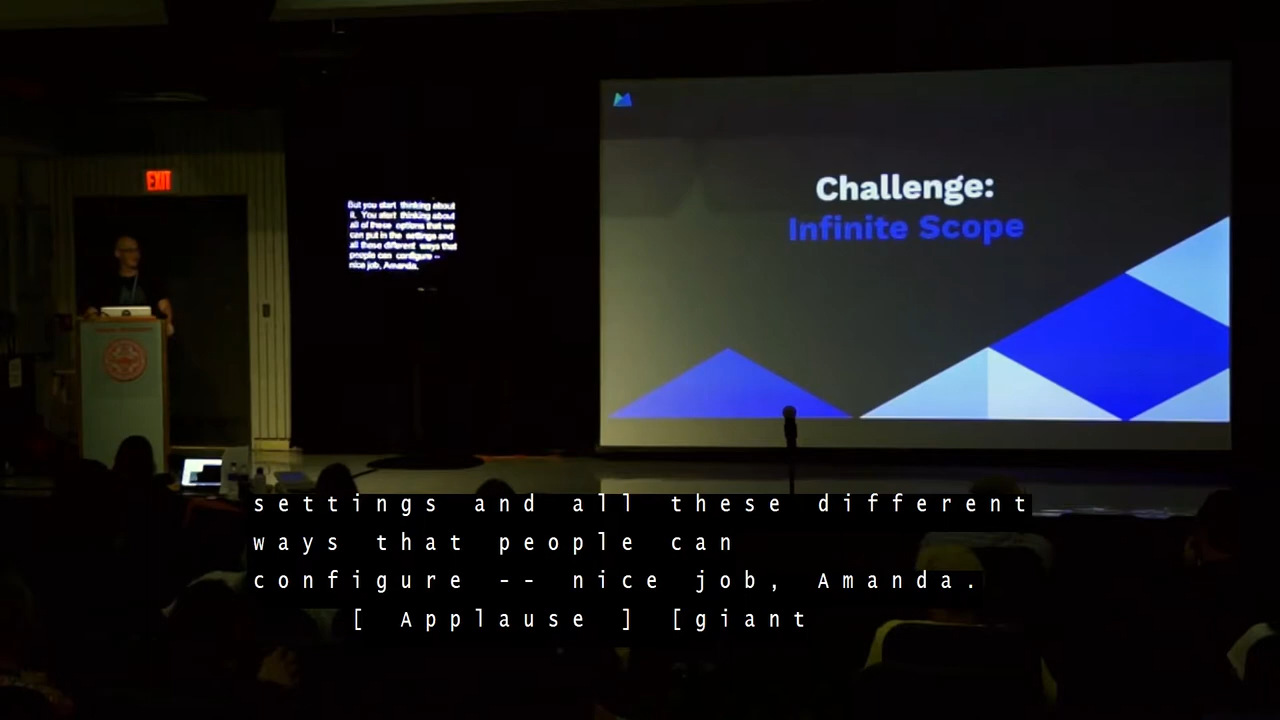 EXIT
But you start thinking about
it. You start thinking about
all of these options that we
can put in the settings and
all these different ways that
people can configure --
nice job, Amanda.
Challenge:
Infinite Scope
settings and all these different
ways that people can
configure -- nice job, Amanda.
[ Applause ] [giant